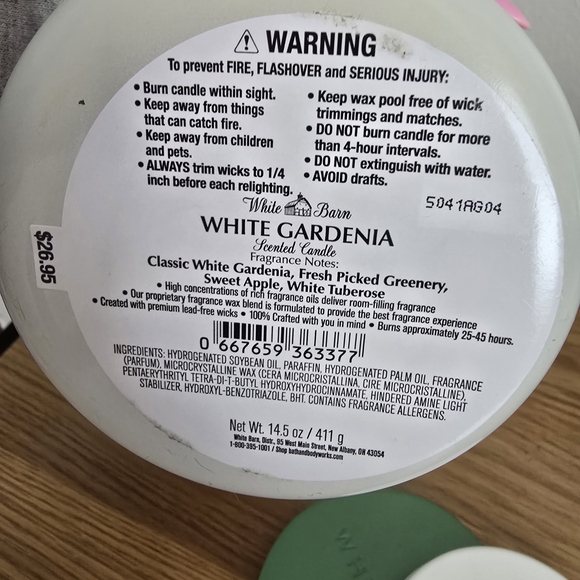 WARNING
To prevent FIRE, FLASHOVER and SERIOUS INJURY:
• Burn candle within sight.
• Keep away from things
that can catch fire.
• Keep away from children
and pets.
• ALWAYS trim wicks to 1/4
inch before each relighting.
• Keep wax pool free of wick
trimmings and matches.
• DO NOT burn candle for more
than 4-hour intervals.
• DO NOT extinguish with water.
• AVOID drafts.
5041AG04
White Barn
WHITE GARDENIA
Scented Candle
Fragrance Notes:
Classic White Gardenia, Fresh Picked Greenery,
Sweet Apple, White Tuberose
• High concentrations of rich fragrance oils deliver room-filling fragrance
• Our proprietary fragrance wax blend is formulated to provide the best fragrance experience
• Created with premium lead-free wicks • 100% Crafted with you in mind • Burns approximately 25-45 hours.
0 667659 363377
INGREDIENTS: HYDROGENATED SOYBEAN OIL, PARAFFIN, HYDROGENATED PALM OIL, FRAGRANCE
(PARFUM), MICROCRYSTALLINE WAX (CERA MICROCRISTALLINA, CIRE MICROCRISTALLINE),
PENTAERYTHRITYL TETRA-DI-T-BUTYL HYDROXYHYDROCINNAMATE, HINDERED AMINE LIGHT
STABILIZER, HYDROXYL-BENZOTRIAZOLE, BHT. CONTAINS FRAGRANCE ALLERGENS.
Net Wt. 14.5 oz / 411 g
White Barn, Distr., 95 West Main Street, New Albany, OH 43054
1-800-395-1001 / Shop bathandbodyworks.com
$26.95
WH